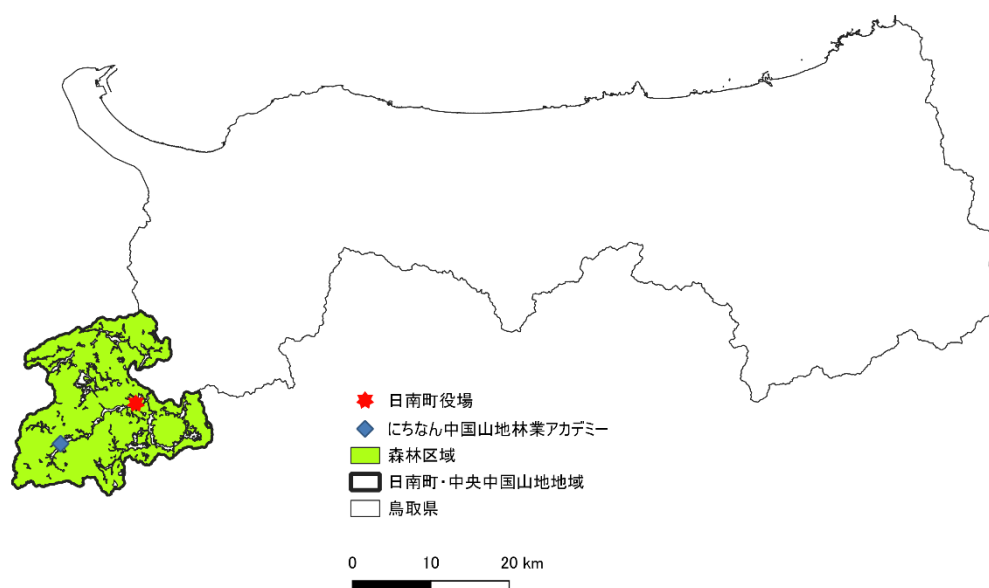 日南町役場
にちなん中国山地林業アカデミー
森林区域
日南町・中央中国山地地域
鳥取県
0 10 20 km